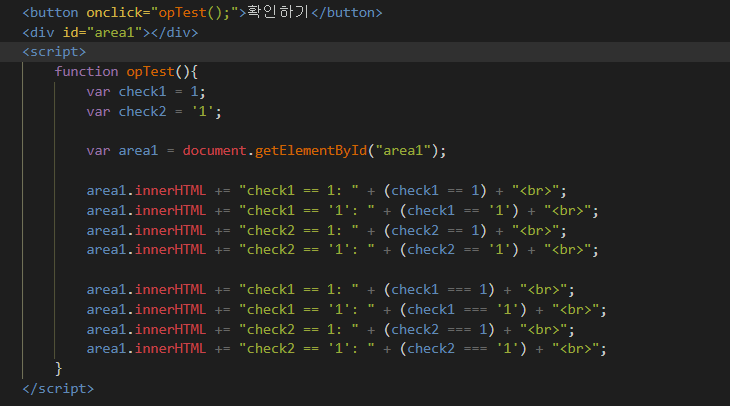 <button onclick="opTest();">확인하기</button>
<div id="area1"></div>
<script>
function opTest(){
var check1 = 1;
var check2 = '1';
var area1 = document.getElementById("area1");
area1.innerHTML += "check1 == 1: " + (check1 == 1) + "<br>";
area1.innerHTML += "check1 == '1': " + (check1 == '1') + "<br>";
area1.innerHTML += "check2 == 1: " + (check2 == 1) + "<br>";
area1.innerHTML += "check2 == '1': " + (check2 == '1') + "<br>";
area1.innerHTML += "check1 == 1: " + (check1 === 1) + "<br>";
area1.innerHTML += "check1 == '1': " + (check1 === '1') + "<br>";
area1.innerHTML += "check2 == 1: " + (check2 === 1) + "<br>";
area1.innerHTML += "check2 == '1': " + (check2 === '1') + "<br>";
}
</script>